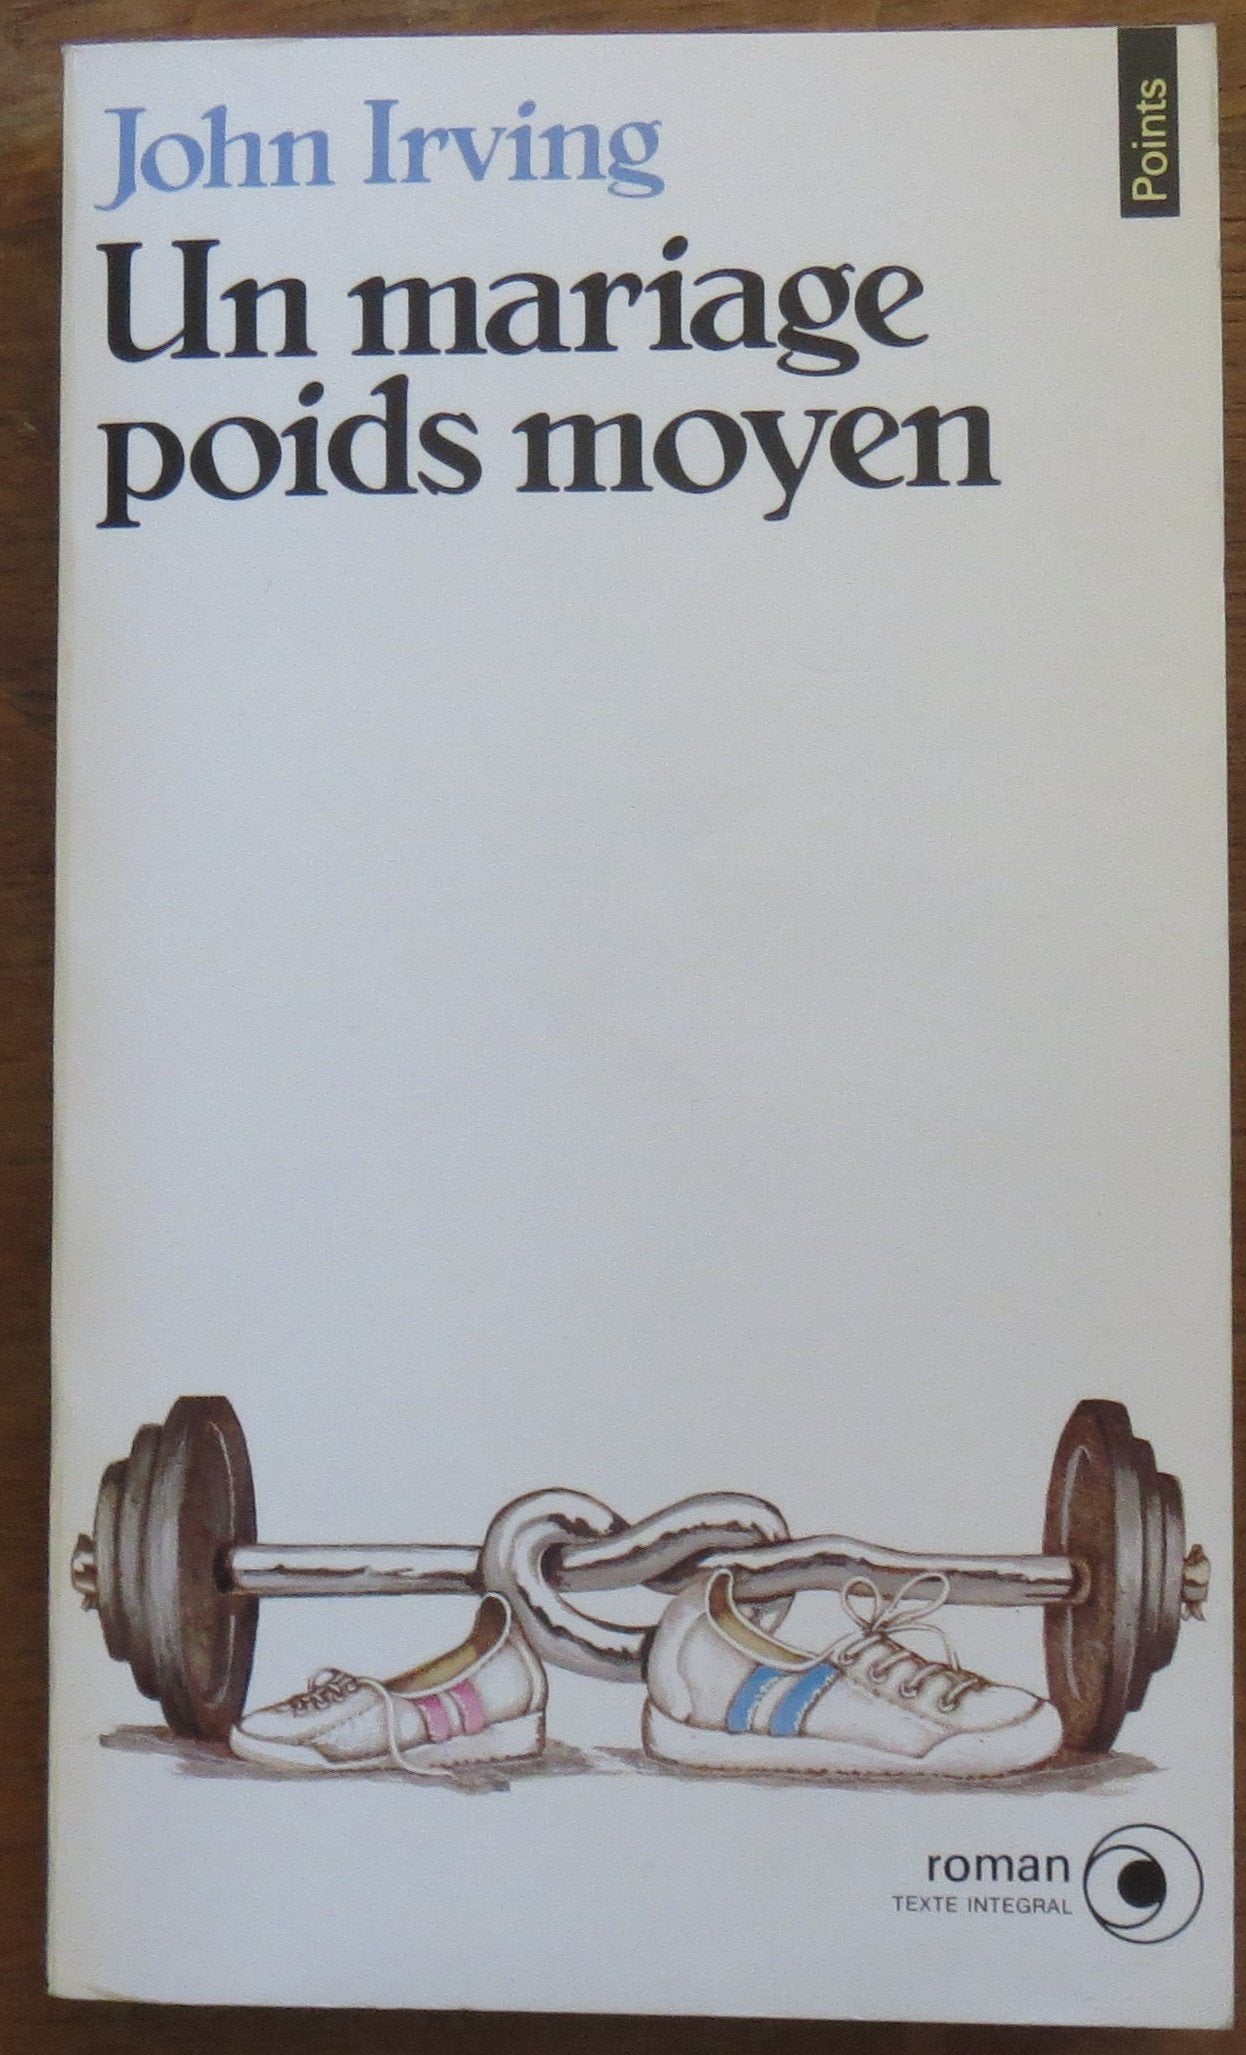 Points
John Irving
Un mariage
poids moyen
roman
TEXTE INTEGRAL